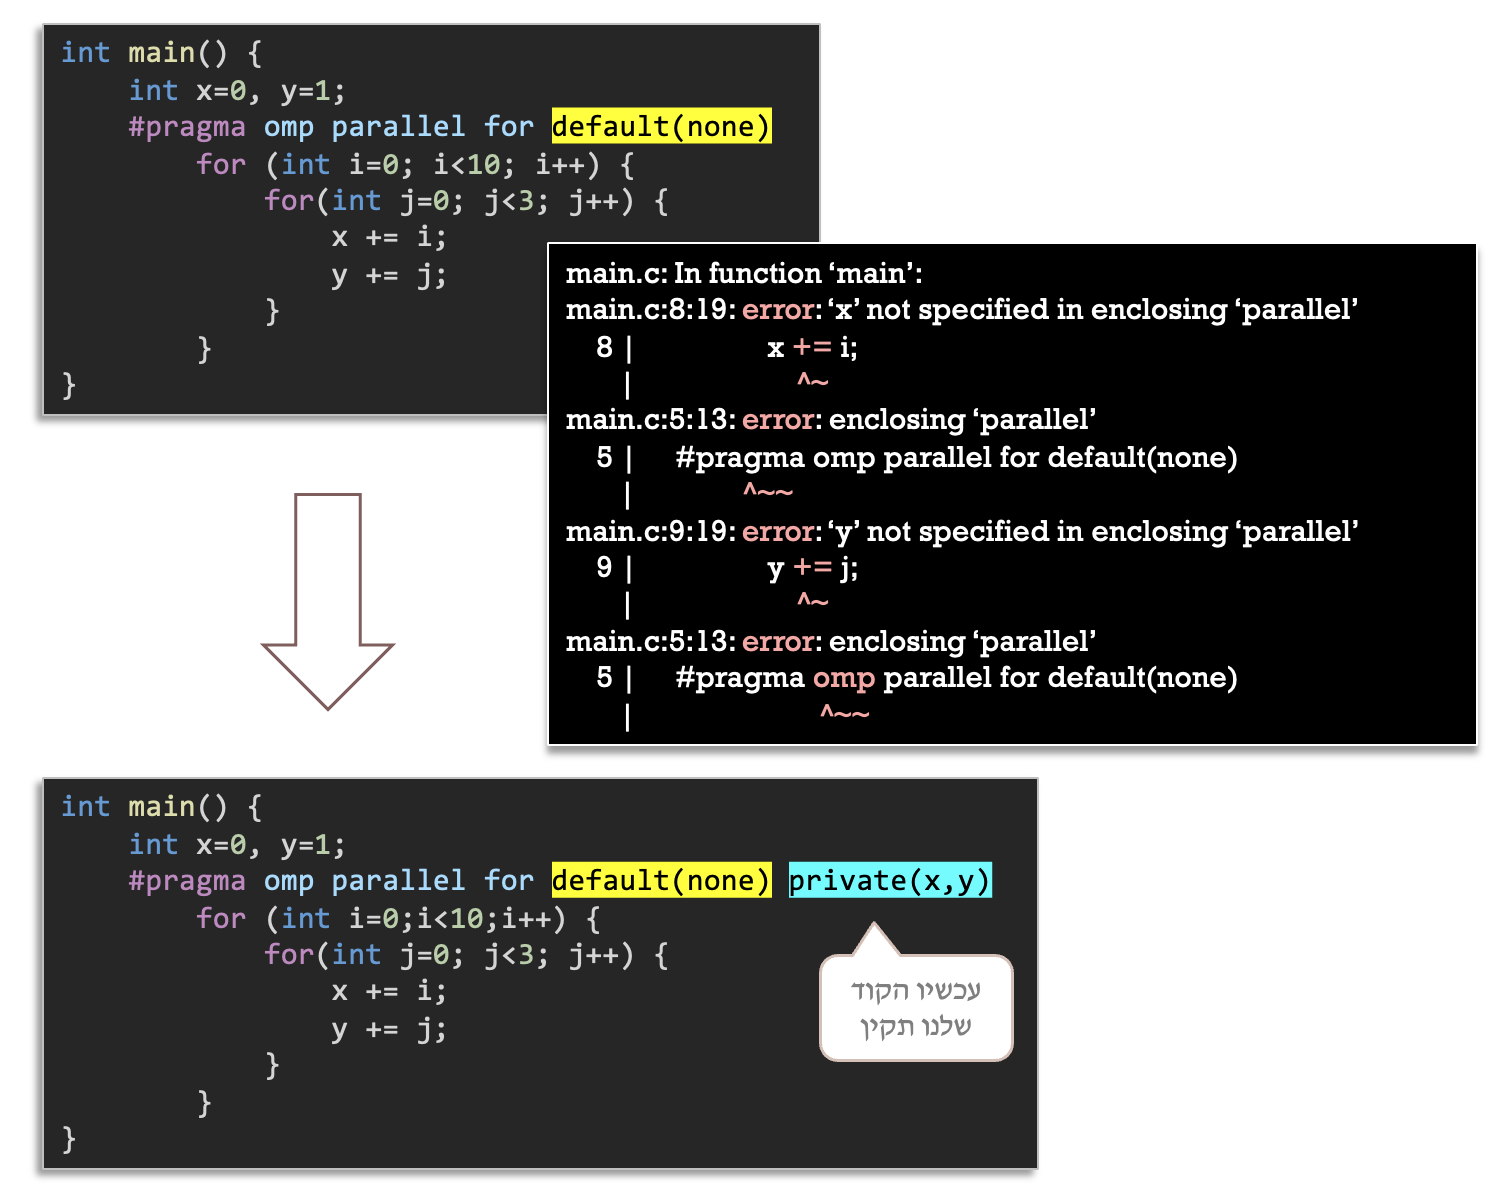 int main() {
    int x=0, y=1;
    #pragma omp parallel for default(none)
        for (int i=0; i<10; i++) {
            for(int j=0; j<3; j++) {
                x += i;
                y += j;
            }
        }
}
main.c: In function ‘main’:
main.c:8:19: error: ‘x’ not specified in enclosing ‘parallel’
  8 |                x += i;
    |                  ^~
main.c:5:13: error: enclosing ‘parallel’
  5 |     #pragma omp parallel for default(none)
    |             ^~~
main.c:9:19: error: ‘y’ not specified in enclosing ‘parallel’
  9 |                y += j;
    |                  ^~
main.c:5:13: error: enclosing ‘parallel’
  5 |     #pragma omp parallel for default(none)
    |             ^~~
int main() {
    int x=0, y=1;
    #pragma omp parallel for default(none) private(x,y)
        for (int i=0;i<10;i++) {
            for(int j=0; j<3; j++) {
                x += i;
                y += j;
            }
        }
}
עכשיו הקוד
שלנו תקין